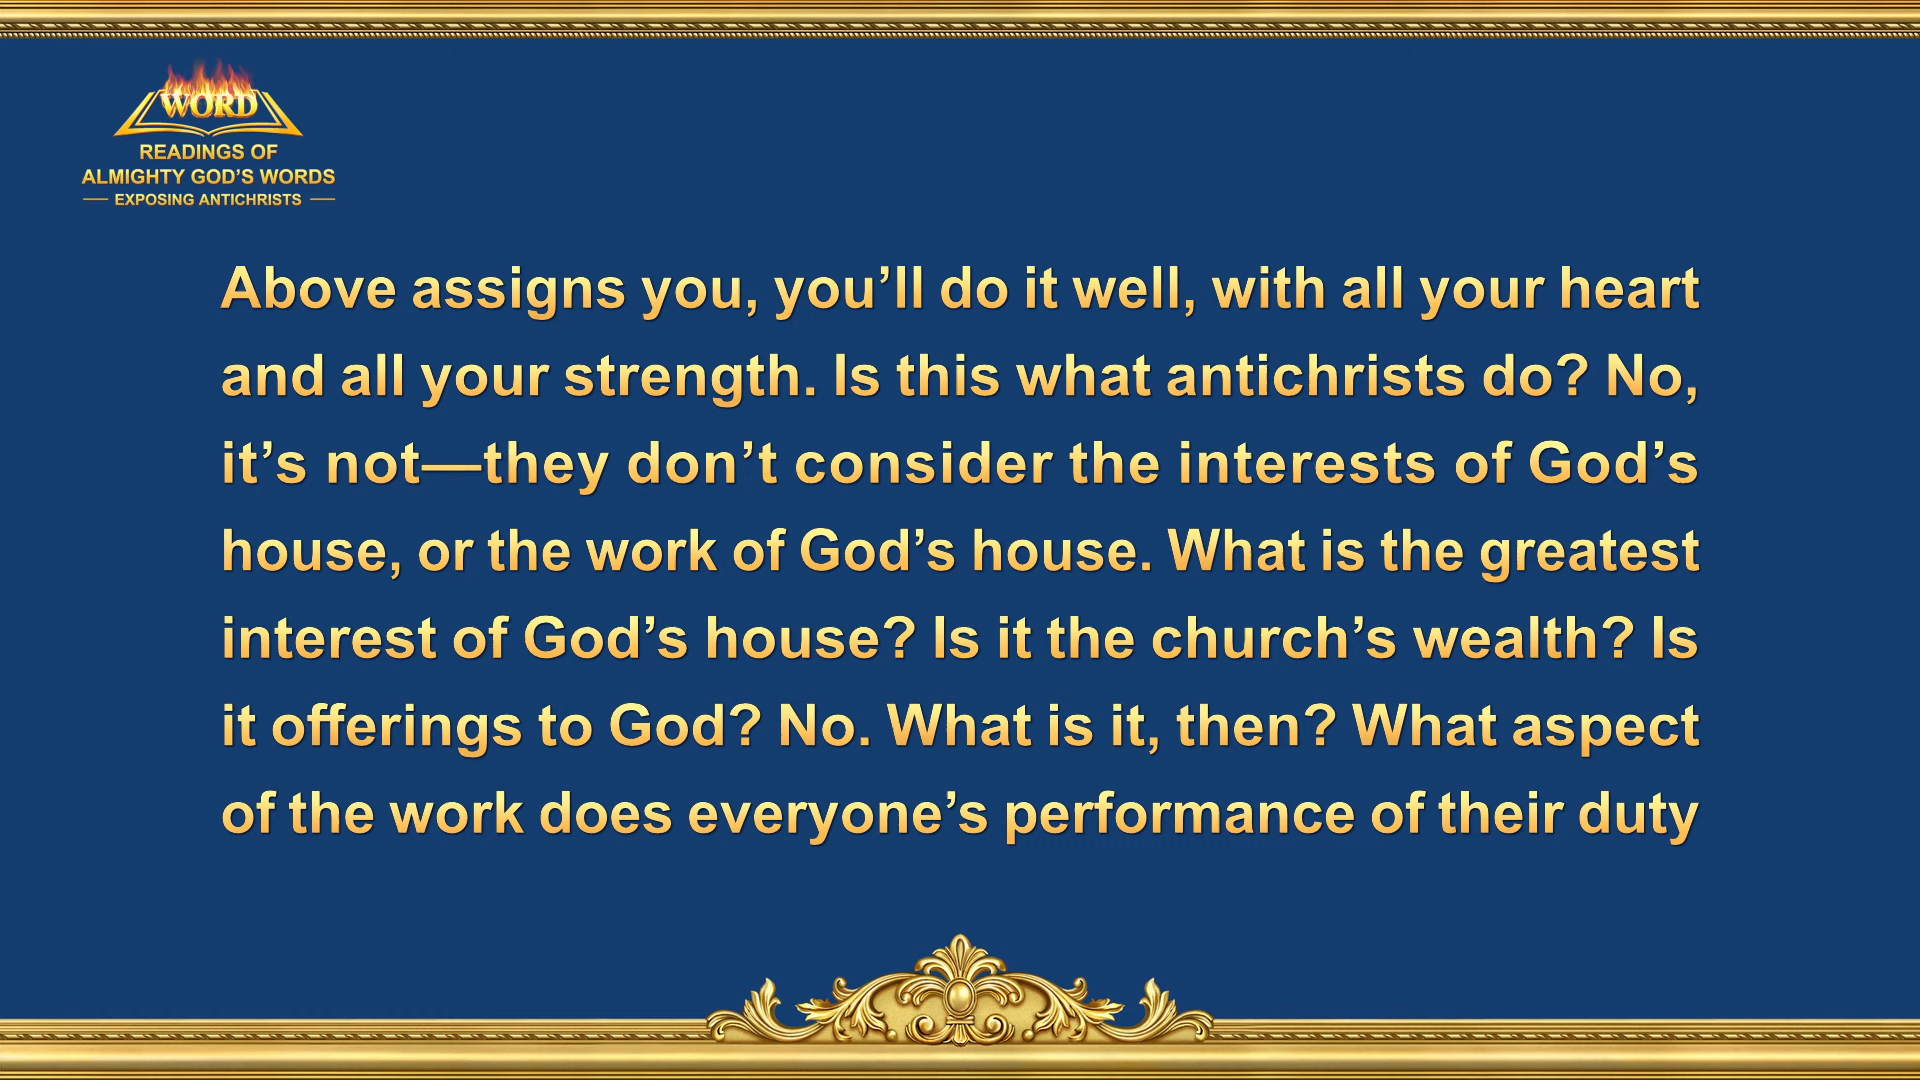 WORD
READINGS OF
ALMIGHTY GOD’S WORDS
EXPOSING ANTICHRISTS
Above assigns you, you’ll do it well, with all your heart
and all your strength. Is this what antichrists do? No,
it’s not—they don’t consider the interests of God’s
house, or the work of God’s house. What is the greatest
interest of God’s house? Is it the church’s wealth? Is
it offerings to God? No. What is it, then? What aspect
of the work does everyone’s performance of their duty